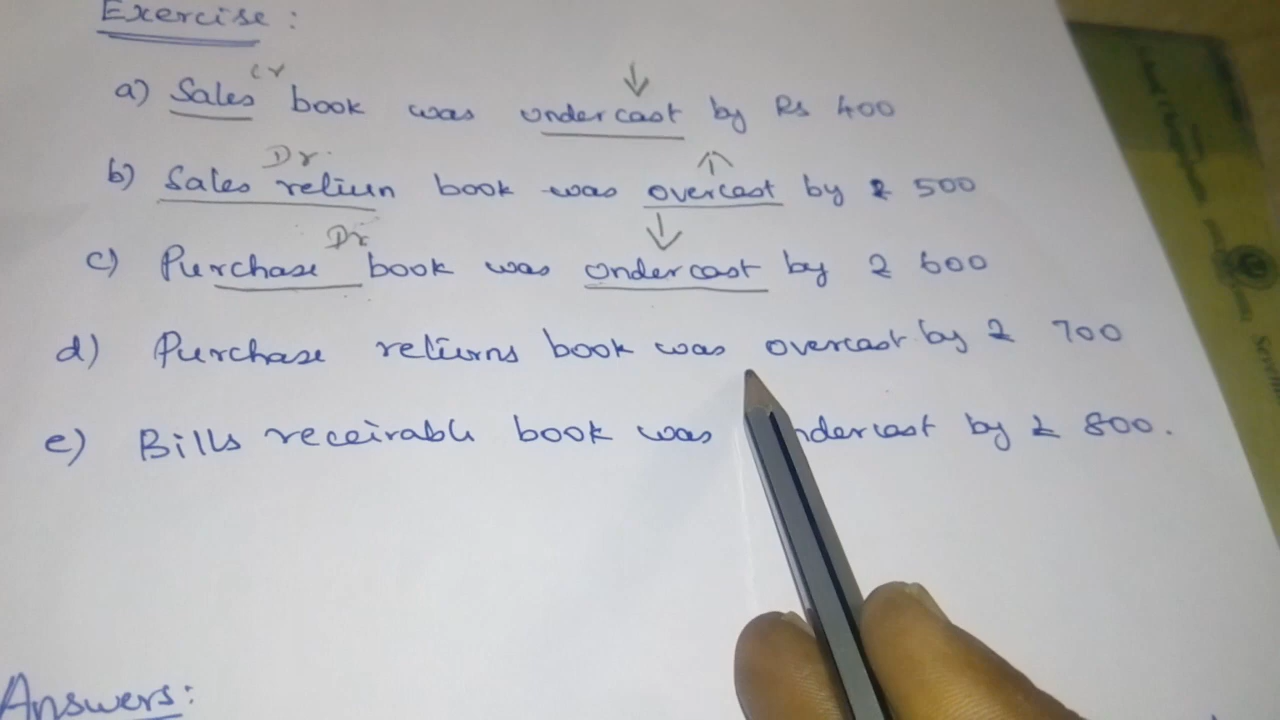 Exercise :
Cr
a) Sales book was undercast by Rs 400
Dr.
b) Sales return book was overcast by ₹ 500
Dr
c) Purchase book was undercast by ₹ 600
d) Purchase returns book was overcast by ₹ 700
e) Bills receivable book was undercast by ₹ 800.
Answers: